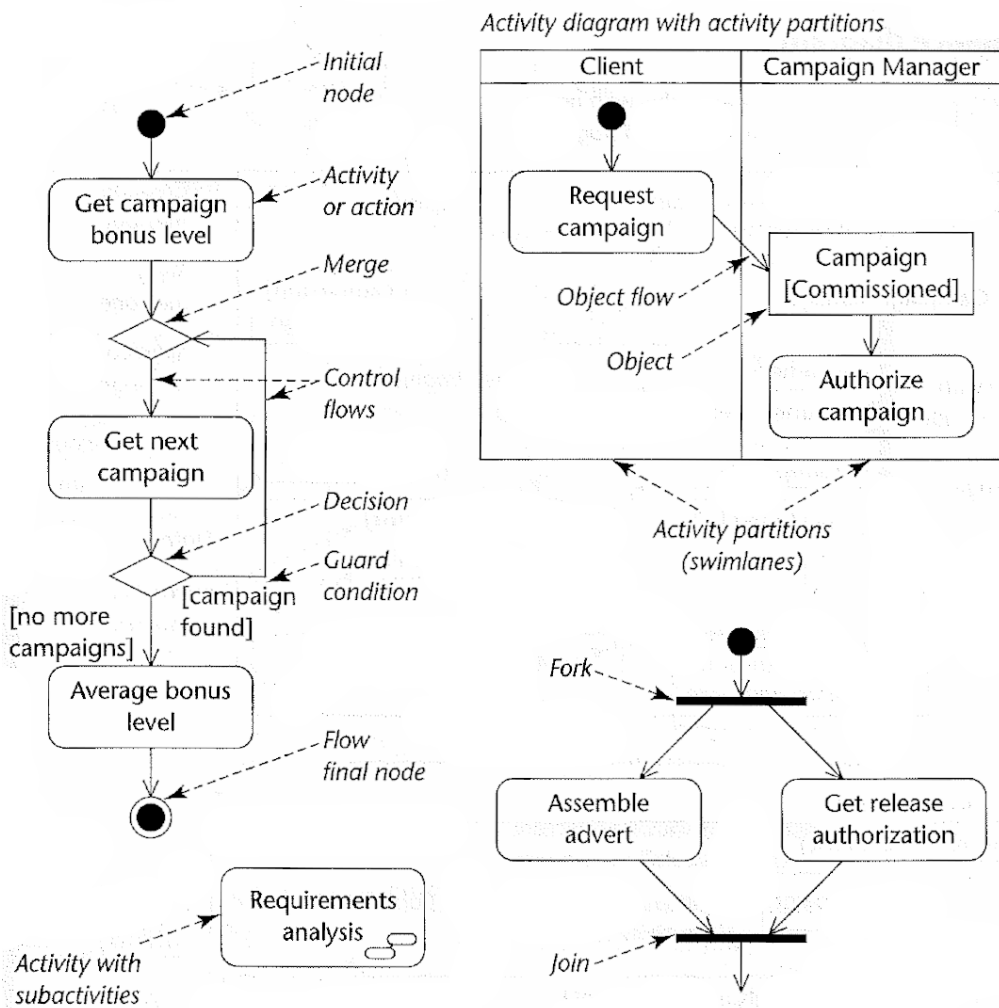 Initial
node
Get campaign
bonus level
Activity
or action
Merge
Control
flows
Get next
campaign
Decision
Guard
condition
[campaign
found]
[no more
campaigns]
Average bonus
level
Flow
final node
Requirements
analysis
Activity with
subactivities
Activity diagram with activity partitions
Client
Campaign Manager
Request
campaign
Campaign
[Commissioned]
Object flow
Object
Authorize
campaign
Activity partitions
(swimlanes)
Fork
Assemble
advert
Get release
authorization
Join